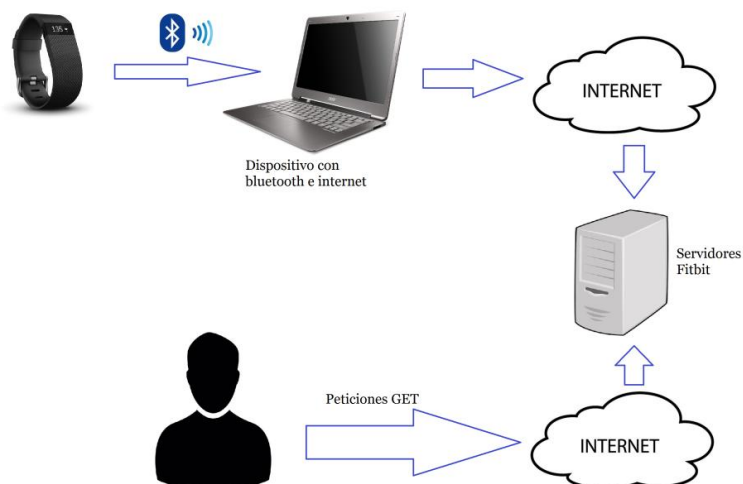 135
INTERNET
Dispositivo con
bluetooth e internet
Servidores
Fitbit
Peticiones GET
INTERNET